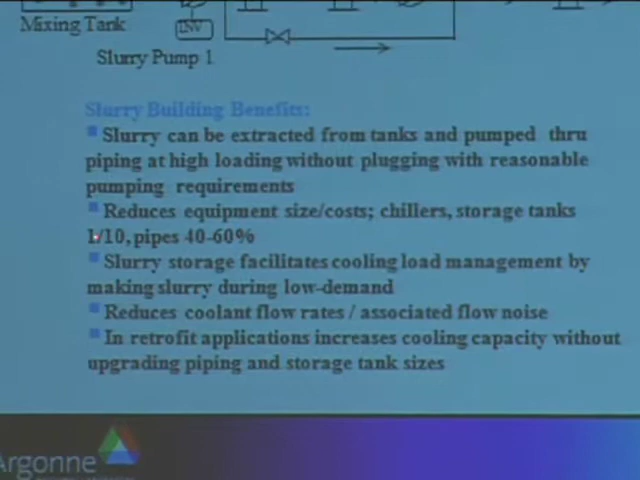 Mixing Tank
INV
Slurry Pump 1
Slurry Building Benefits:
Slurry can be extracted from tanks and pumped thru
piping at high loading without plugging with reasonable
pumping requirements
Reduces equipment size/costs; chillers, storage tanks
1/10, pipes 40-60%
Slurry storage facilitates cooling load management by
making slurry during low-demand
Reduces coolant flow rates / associated flow noise
In retrofit applications increases cooling capacity without
upgrading piping and storage tank sizes
Argonne